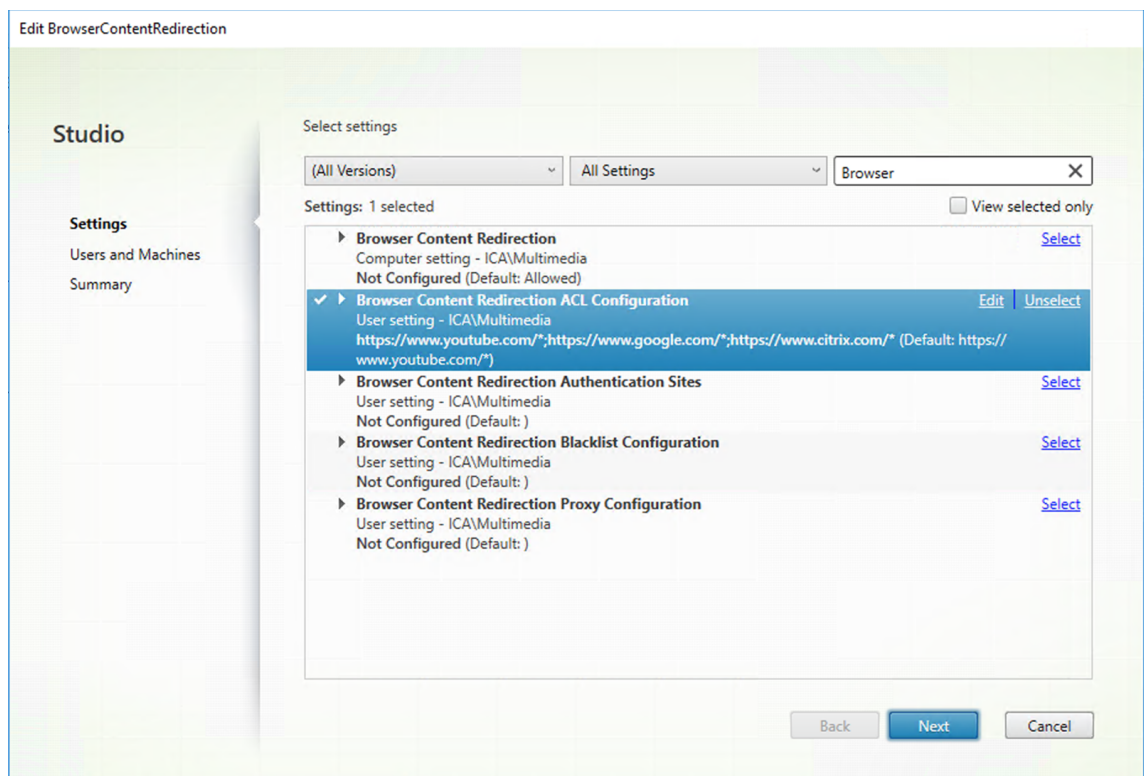 Edit BrowserContentRedirection
Studio
Settings
Users and Machines
Summary
Select settings
(All Versions)
All Settings
Browser
Settings: 1 selected
View selected only
Browser Content Redirection
Select
Computer setting - ICA\Multimedia
Not Configured (Default: Allowed)
Browser Content Redirection ACL Configuration
Edit
Unselect
User setting - ICA\Multimedia
https://www.youtube.com/*;https://www.google.com/*;https://www.citrix.com/* (Default: https://
www.youtube.com/*)
Browser Content Redirection Authentication Sites
Select
User setting - ICA\Multimedia
Not Configured (Default: )
Browser Content Redirection Blacklist Configuration
Select
User setting - ICA\Multimedia
Not Configured (Default: )
Browser Content Redirection Proxy Configuration
Select
User setting - ICA\Multimedia
Not Configured (Default: )
Back
Next
Cancel